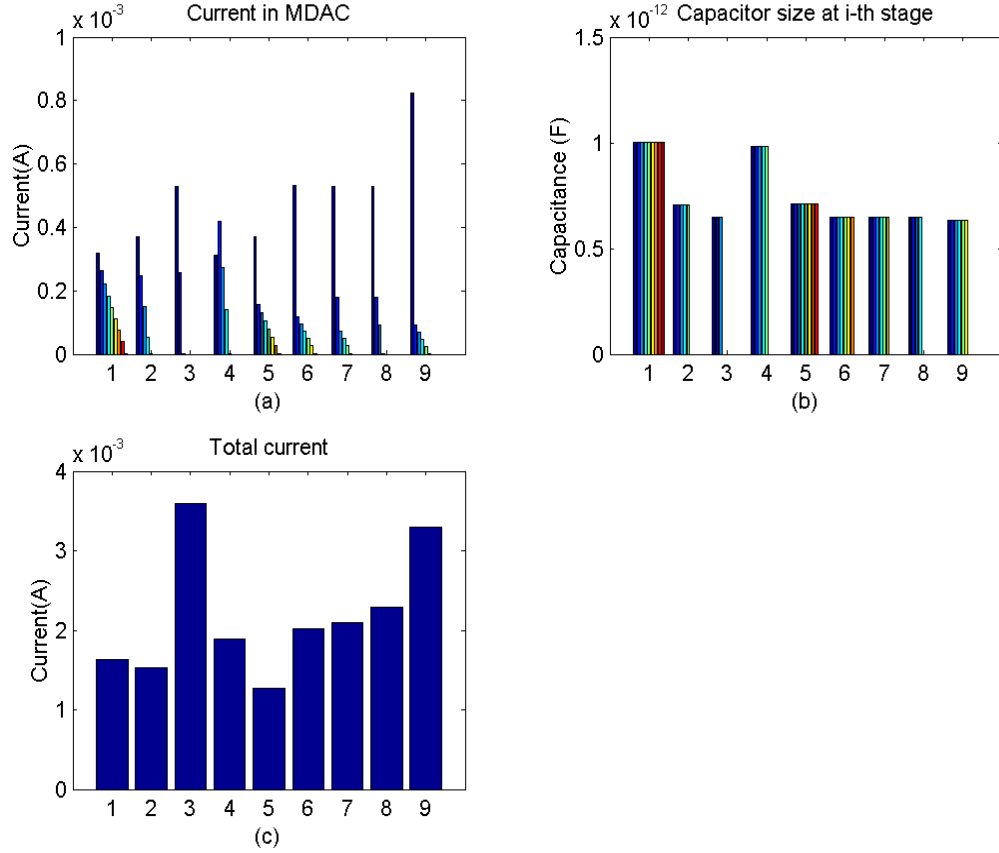 Current in MDAC
x 10-3
1
0.8
0.6
0.4
0.2
0
Current(A)
1 2 3 4 5 6 7 8 9
(a)
Capacitor size at i-th stage
x 10-12
1.5
1
0.5
0
Capacitance (F)
1 2 3 4 5 6 7 8 9
(b)
Total current
x 10-3
4
3
2
1
0
Current(A)
1 2 3 4 5 6 7 8 9
(c)